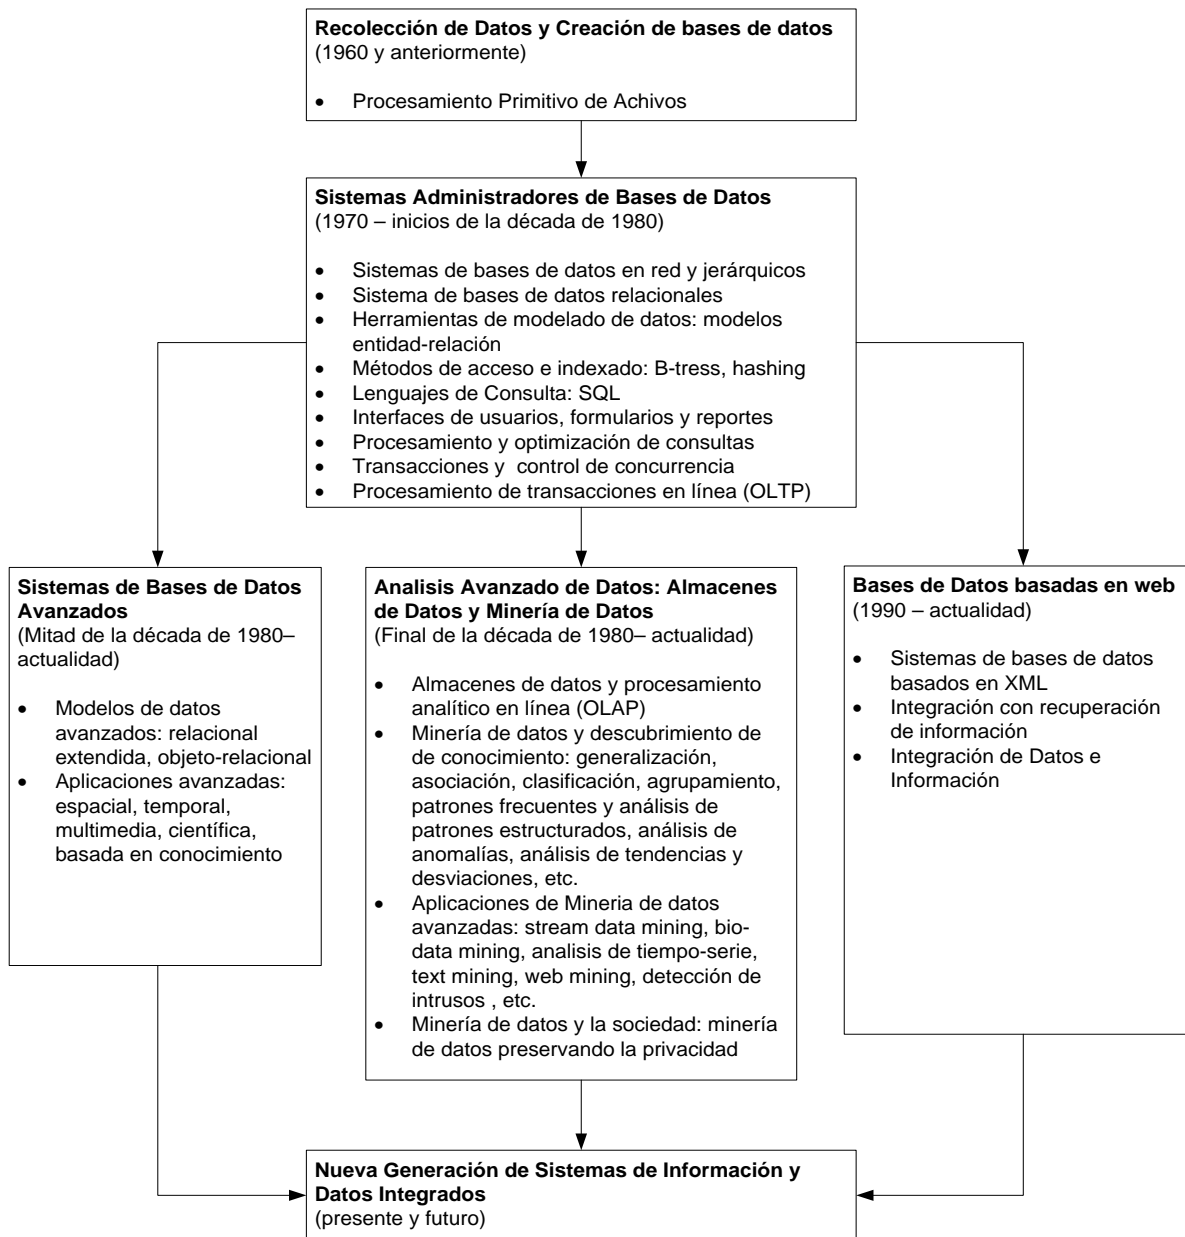 Recolección de Datos y Creación de bases de datos
(1960 y anteriormente)
• Procesamiento Primitivo de Achivos
Sistemas Administradores de Bases de Datos
(1970 – inicios de la década de 1980)
• Sistemas de bases de datos en red y jerárquicos
• Sistema de bases de datos relacionales
• Herramientas de modelado de datos: modelos
entidad-relación
• Métodos de acceso e indexado: B-tress, hashing
• Lenguajes de Consulta: SQL
• Interfaces de usuarios, formularios y reportes
• Procesamiento y optimización de consultas
• Transacciones y  control de concurrencia
• Procesamiento de transacciones en línea (OLTP)
Sistemas de Bases de Datos
Avanzados
(Mitad de la década de 1980–
actualidad)
• Modelos de datos
avanzados: relacional
extendida, objeto-relacional
• Aplicaciones avanzadas:
espacial, temporal,
multimedia, científica,
basada en conocimiento
Analisis Avanzado de Datos: Almacenes
de Datos y Minería de Datos
(Final de la década de 1980– actualidad)
• Almacenes de datos y procesamiento
analítico en línea (OLAP)
• Minería de datos y descubrimiento de
de conocimiento: generalización,
asociación, clasificación, agrupamiento,
patrones frecuentes y análisis de
patrones estructurados, análisis de
anomalías, análisis de tendencias y
desviaciones, etc.
• Aplicaciones de Mineria de datos
avanzadas: stream data mining, bio-
data mining, analisis de tiempo-serie,
text mining, web mining, detección de
intrusos , etc.
• Minería de datos y la sociedad: minería
de datos preservando la privacidad
Bases de Datos basadas en web
(1990 – actualidad)
• Sistemas de bases de datos
basados en XML
• Integración con recuperación
de información
• Integración de Datos e
Información
Nueva Generación de Sistemas de Información y
Datos Integrados
(presente y futuro)